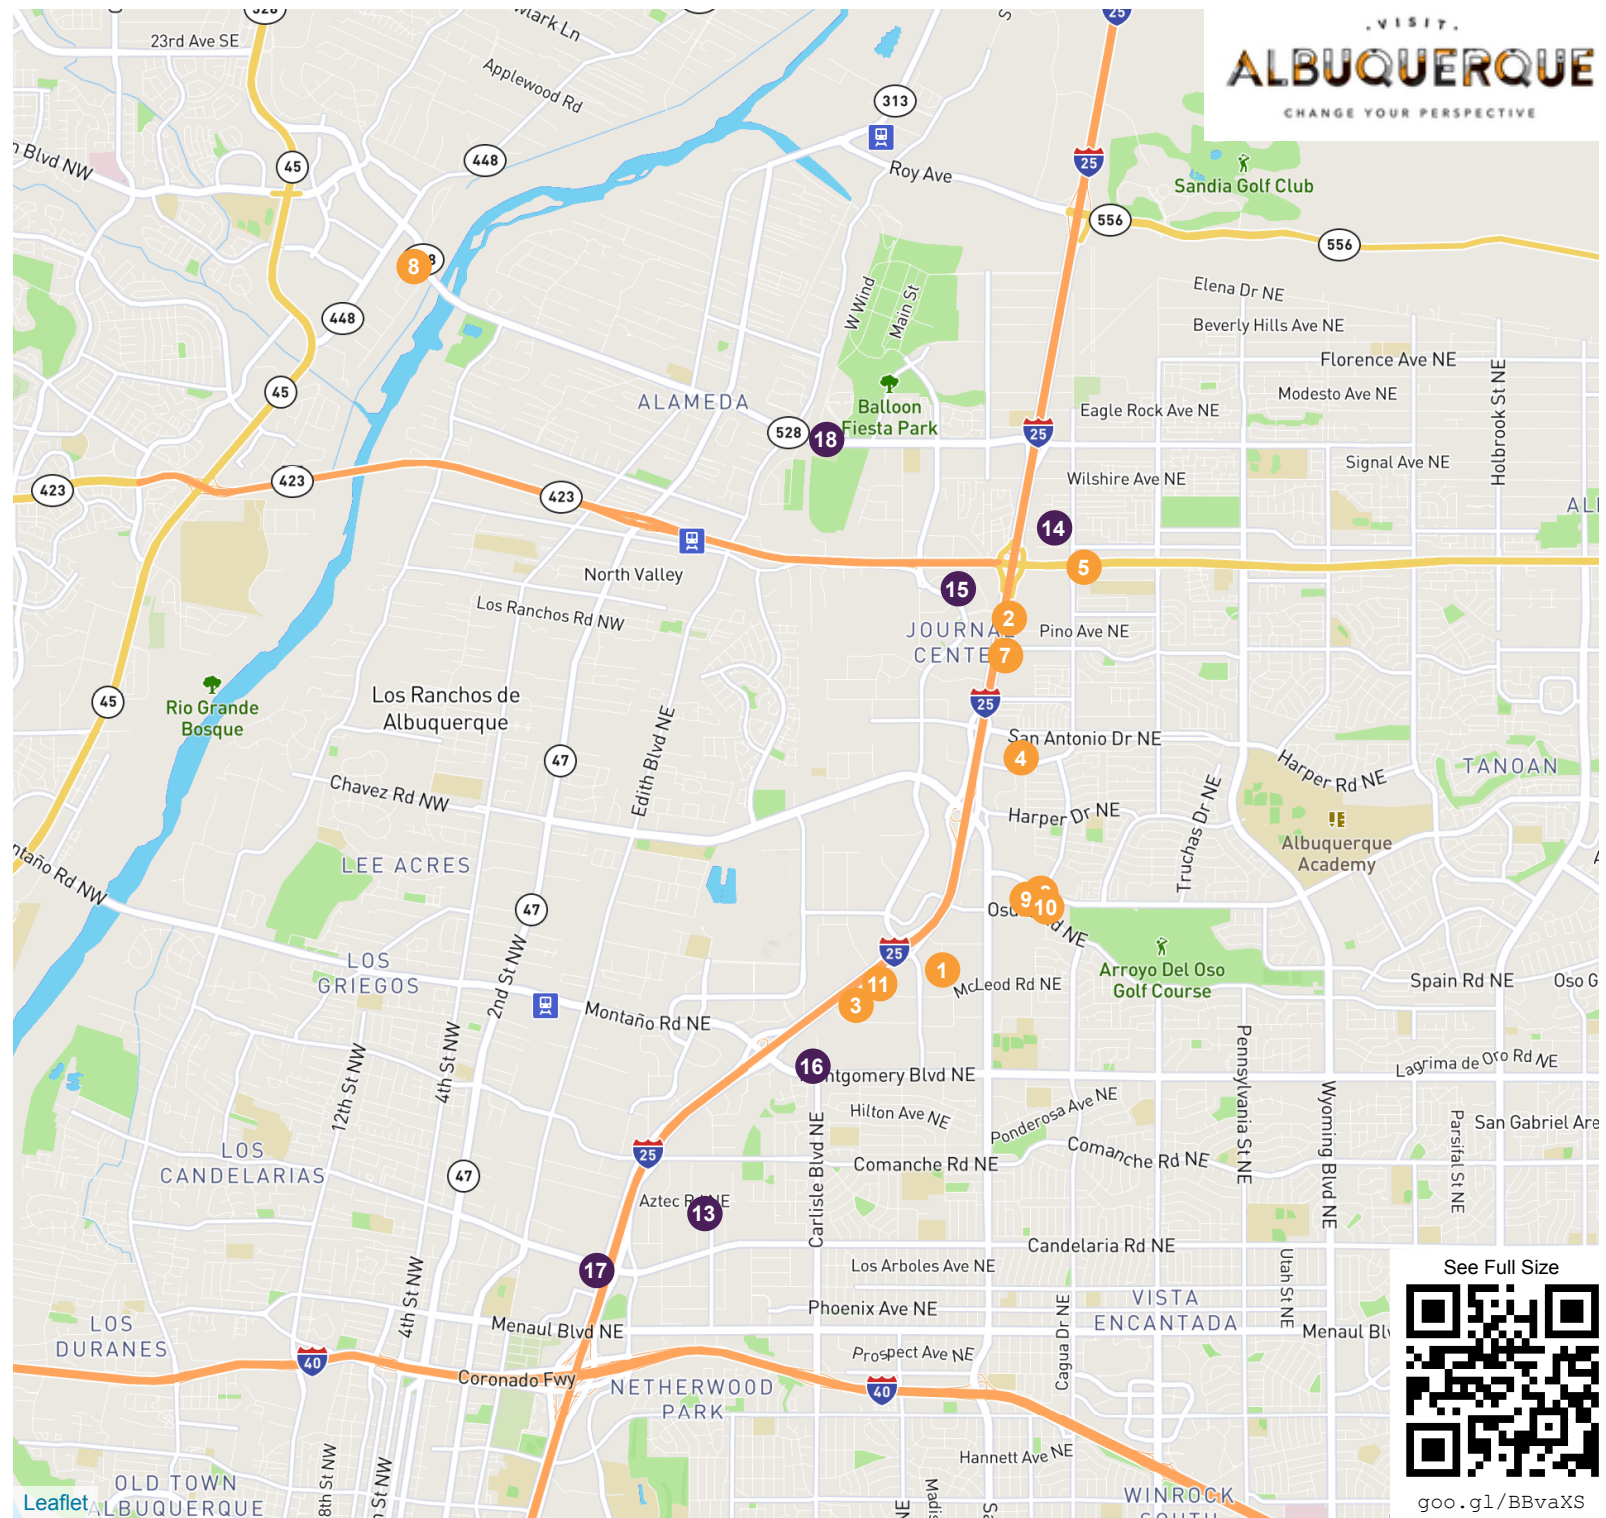 VISIT
ALBUQUERQUE
CHANGE YOUR PERSPECTIVE
23rd Ave SE
Applewood Rd
313
25
448
45
Roy Ave
Sandia Golf Club
556
556
8
448
W Wind
Main St
Elena Dr NE
Beverly Hills Ave NE
Florence Ave NE
Modesto Ave NE
Holbrook St NE
45
ALAMEDA
Balloon
Fiesta Park
Eagle Rock Ave NE
528
18
25
Signal Ave NE
Wilshire Ave NE
423
423
423
14
5
North Valley
15
Los Ranchos Rd NW
2
JOURNAL
CENTE
Pino Ave NE
7
45
Rio Grande
Bosque
Los Ranchos de
Albuquerque
25
47
Edith Blvd NE
San Antonio Dr NE
4
Harper Rd NE
TANOAN
Chavez Rd NW
Harper Dr NE
Truchas Dr NE
Albuquerque
Academy
LEE ACRES
ntaño Rd NW
47
9
10
d NE
2nd St NW
25
LOS
GRIEGOS
1
11
3
McLeod Rd NE
Arroyo Del Oso
Golf Course
Spain Rd NE
Oso G
Montaño Rd NE
12th St NW
4th St NW
16
ntgomery Blvd NE
Pennsylvania St NE
Lagrima de Oro Rd NE
Wyoming Blvd NE
Hilton Ave NE
Ponderosa Ave NE
Parsifal St NE
San Gabriel Are
Carlisle Blvd NE
Comanche Rd NE
Comanche Rd NE
25
LOS
CANDELARIAS
47
Aztec Rd NE
13
Candelaria Rd NE
17
Los Arboles Ave NE
Utah St NE
See Full Size
4th St NW
Phoenix Ave NE
VISTA
ENCANTADA
Cagua Dr NE
LOS
DURANES
Menaul Blvd NE
Menaul Blv
Prospect Ave NE
40
Coronado Fwy
NETHERWOOD
PARK
40
Hannett Ave NE
8th St NW
St NW
OLD TOWN
ALBUQUERQUE
WINROCK
Leaflet
goo.gl/BBvaXS